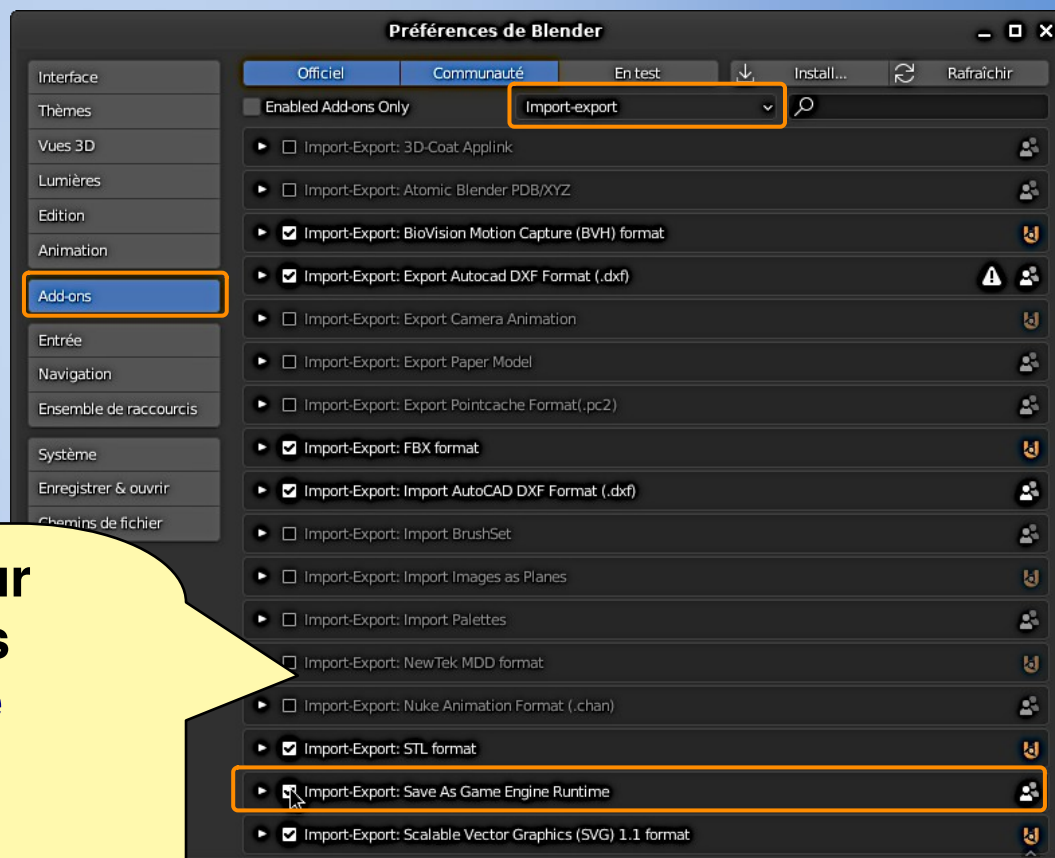 Préférences de Blender
Interface
Thèmes
Vues 3D
Lumières
Edition
Animation
Add-ons
Entrée
Navigation
Ensemble de raccourcis
Système
Enregistrer & ouvrir
Chemins de fichier
Officiel Communauté En test Install... Rafraîchir
Enabled Add-ons Only Import-export
Import-Export: 3D-Coat Applink
Import-Export: Atomic Blender PDB/XYZ
Import-Export: BioVision Motion Capture (BVH) format
Import-Export: Export Autocad DXF Format (.dxf)
Import-Export: Export Camera Animation
Import-Export: Export Paper Model
Import-Export: Export Pointcache Format(.pc2)
Import-Export: FBX format
Import-Export: Import AutoCAD DXF Format (.dxf)
Import-Export: Import BrushSet
Import-Export: Import Images as Planes
Import-Export: Import Palettes
Import-Export: NewTek MDD format
Import-Export: Nuke Animation Format (.chan)
Import-Export: STL format
Import-Export: Save As Game Engine Runtime
Import-Export: Scalable Vector Graphics (SVG) 1.1 format